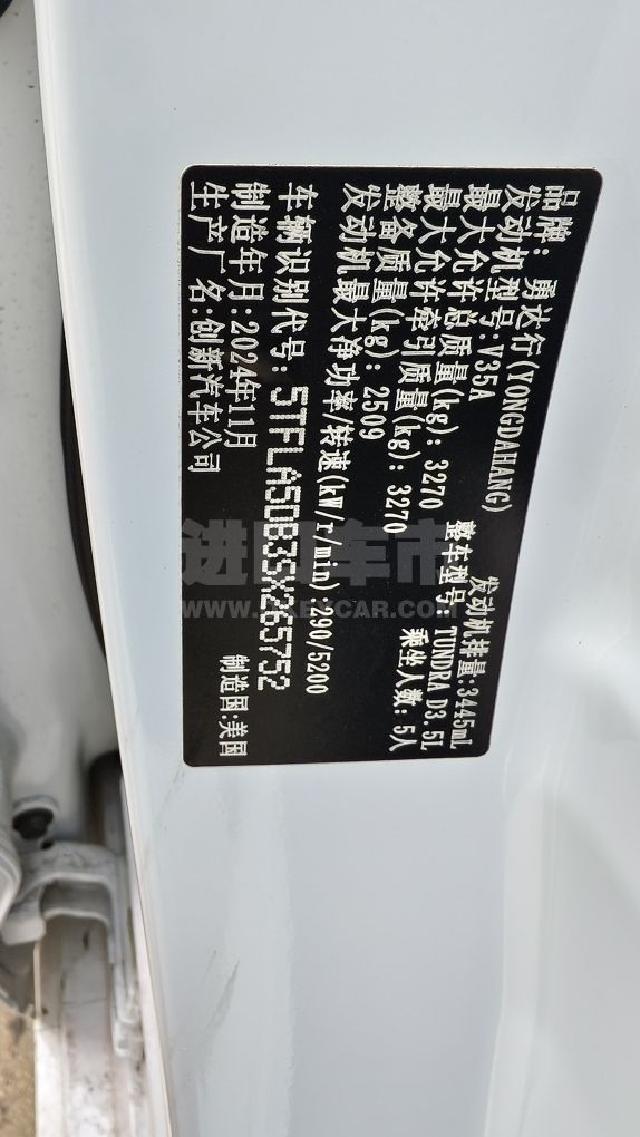 品牌：勇达行(YONGDAHANG)
发动机型号：V35A 发动机排量：3445mL
最大允许总质量(kg)：3270 整车型号 TUNDRA D3.5L
最大允许牵引质量(kg)：3270 乘坐人数：5人
整备质量(kg)：2509
发动机最大净功率/转速(kW/r/min)：290/5200
车辆识别代号：5TFLA5DB3SX265752
制造年月：2024年11月 制造国：美国
生产厂名：创新汽车公司
进口车市